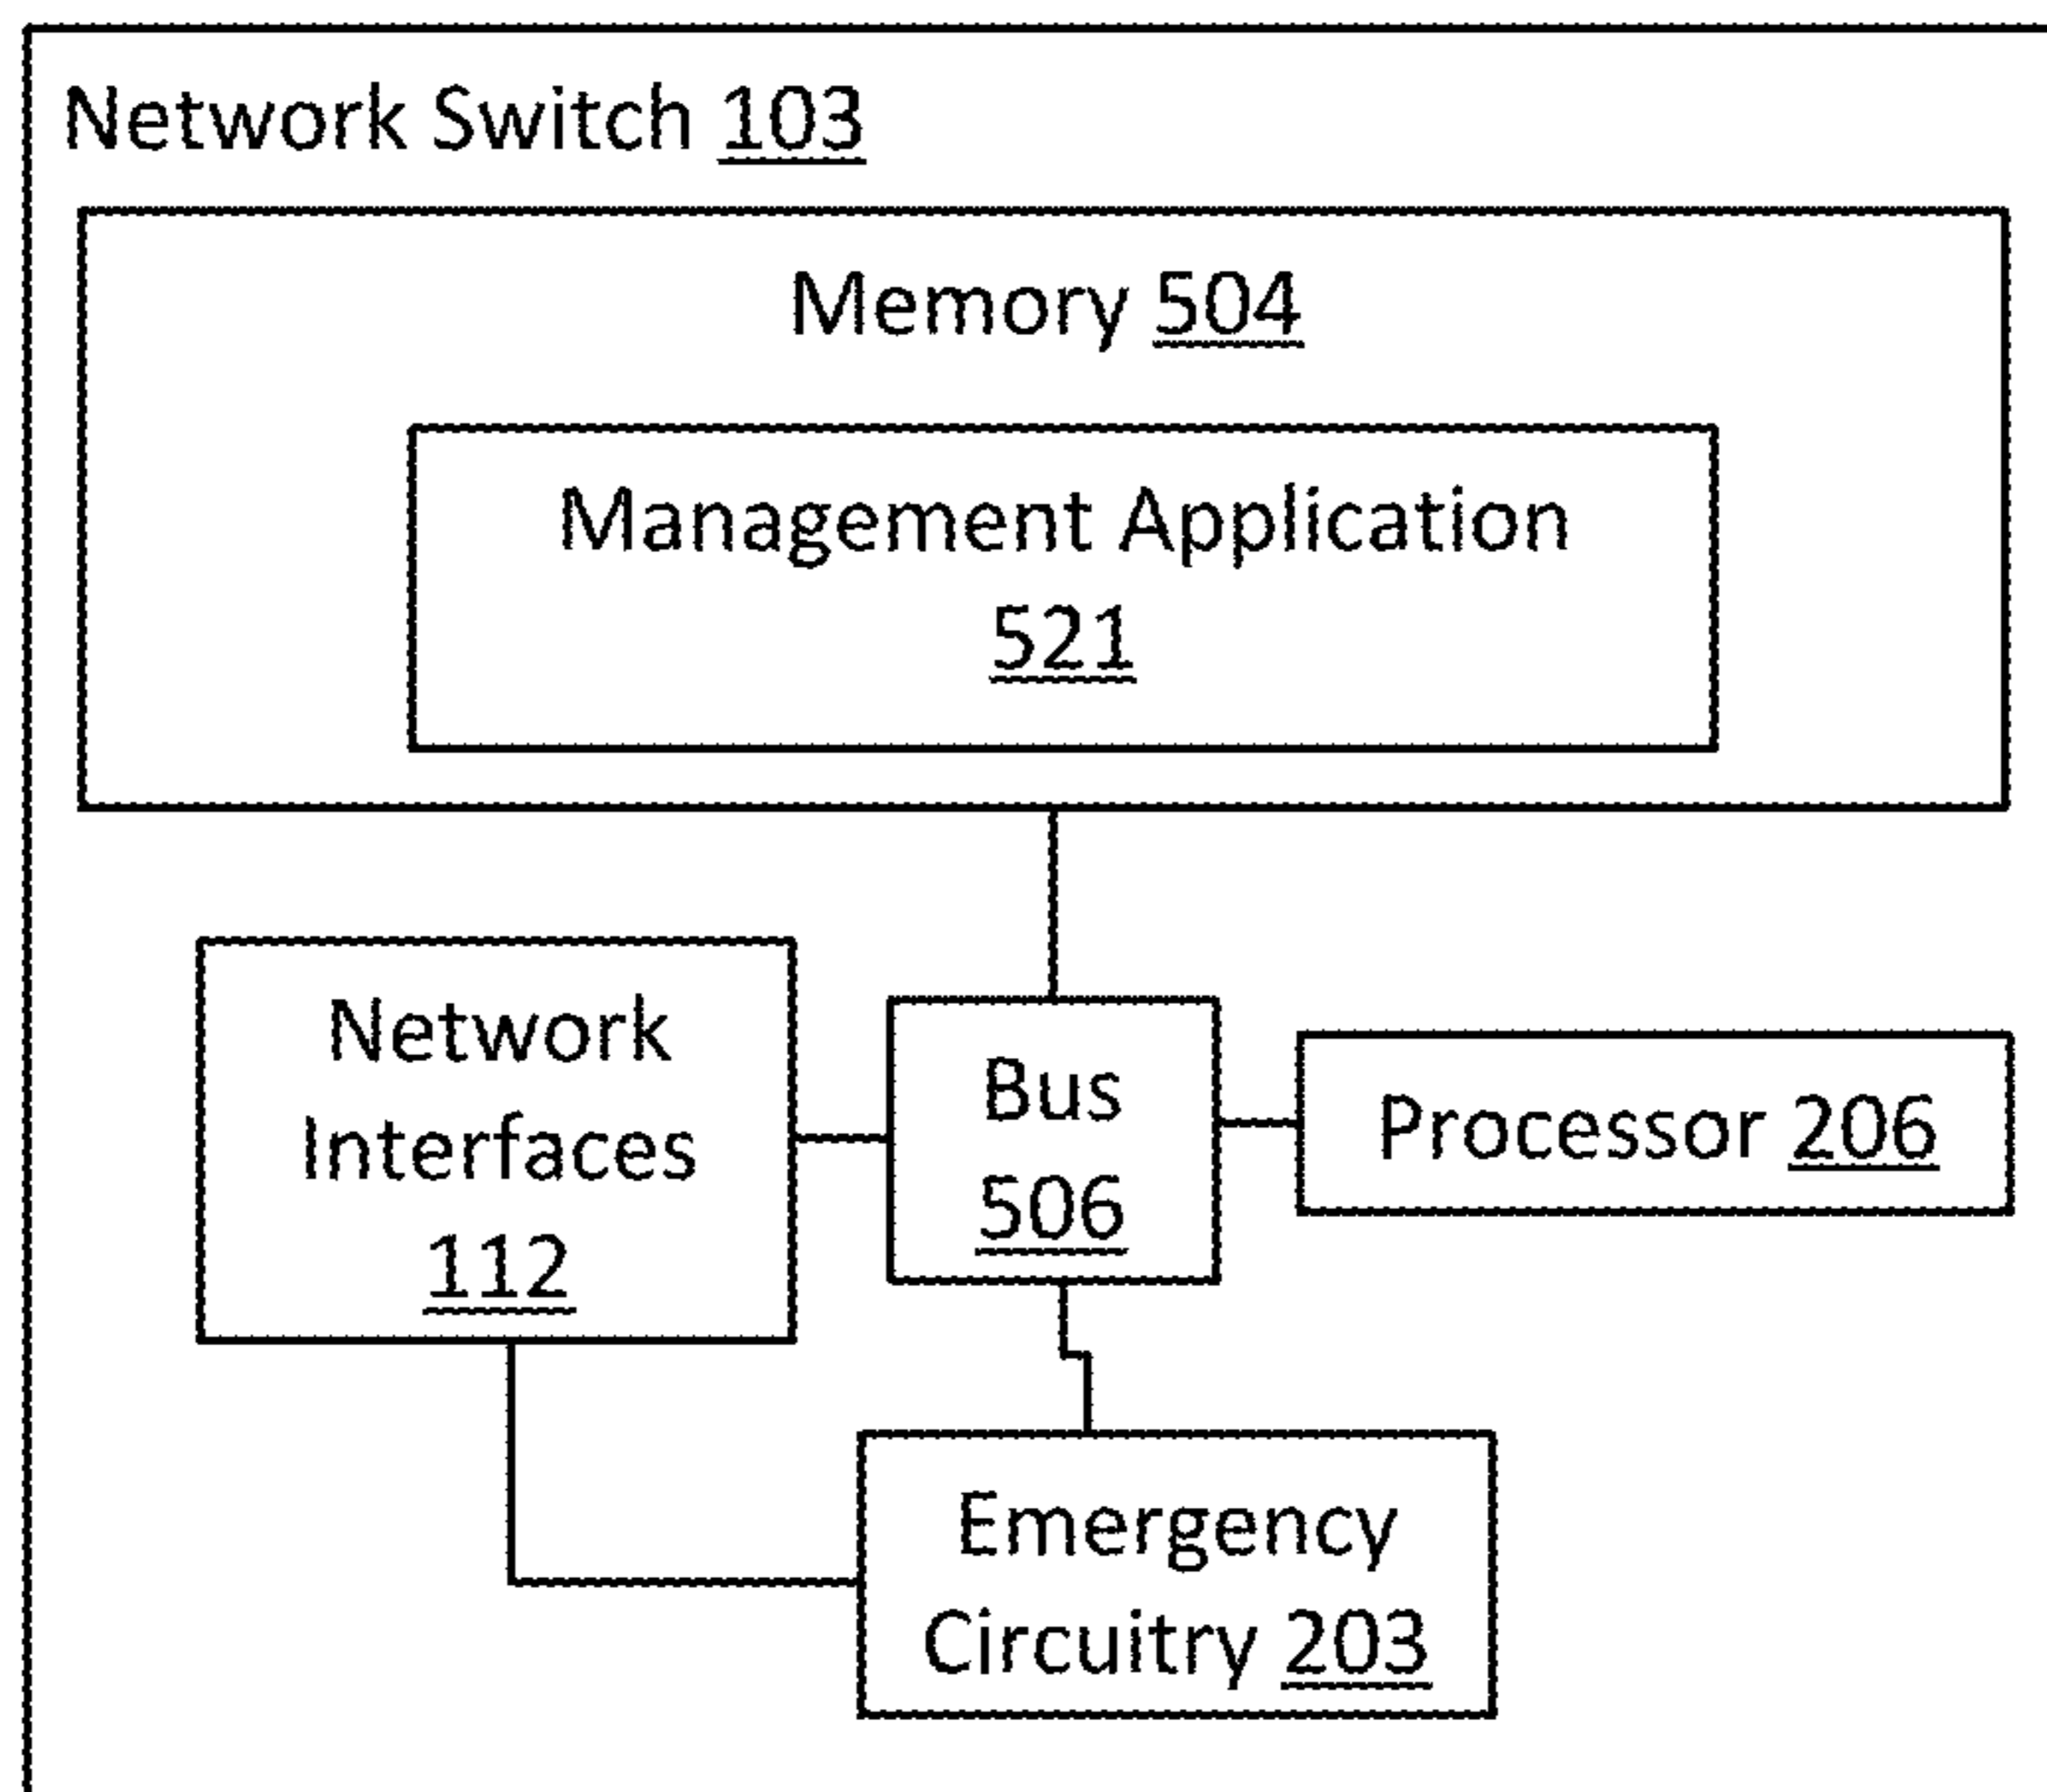 Network Switch 103
Memory 504
Management Application
521
Network
Interfaces
112
Bus
506
Processor 206
Emergency
Circuitry 203